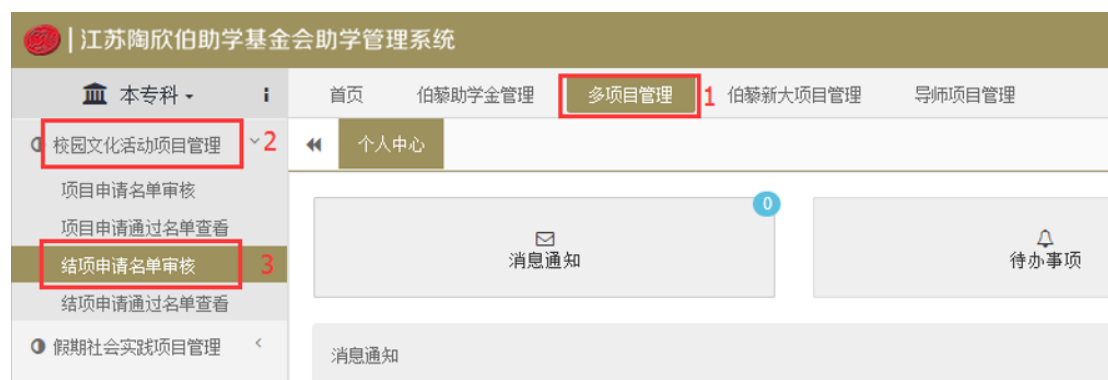 江苏陶欣伯助学基金会助学管理系统
本专科 首页 伯藜助学金管理 多项目管理 1 伯藜新大项目管理 导师项目管理
校园文化活动项目管理 2 个人中心
项目申请名单审核
项目申请通过名单查看
0
结项申请名单审核 3
消息通知 待办事项
结项申请通过名单查看
假期社会实践项目管理
消息通知